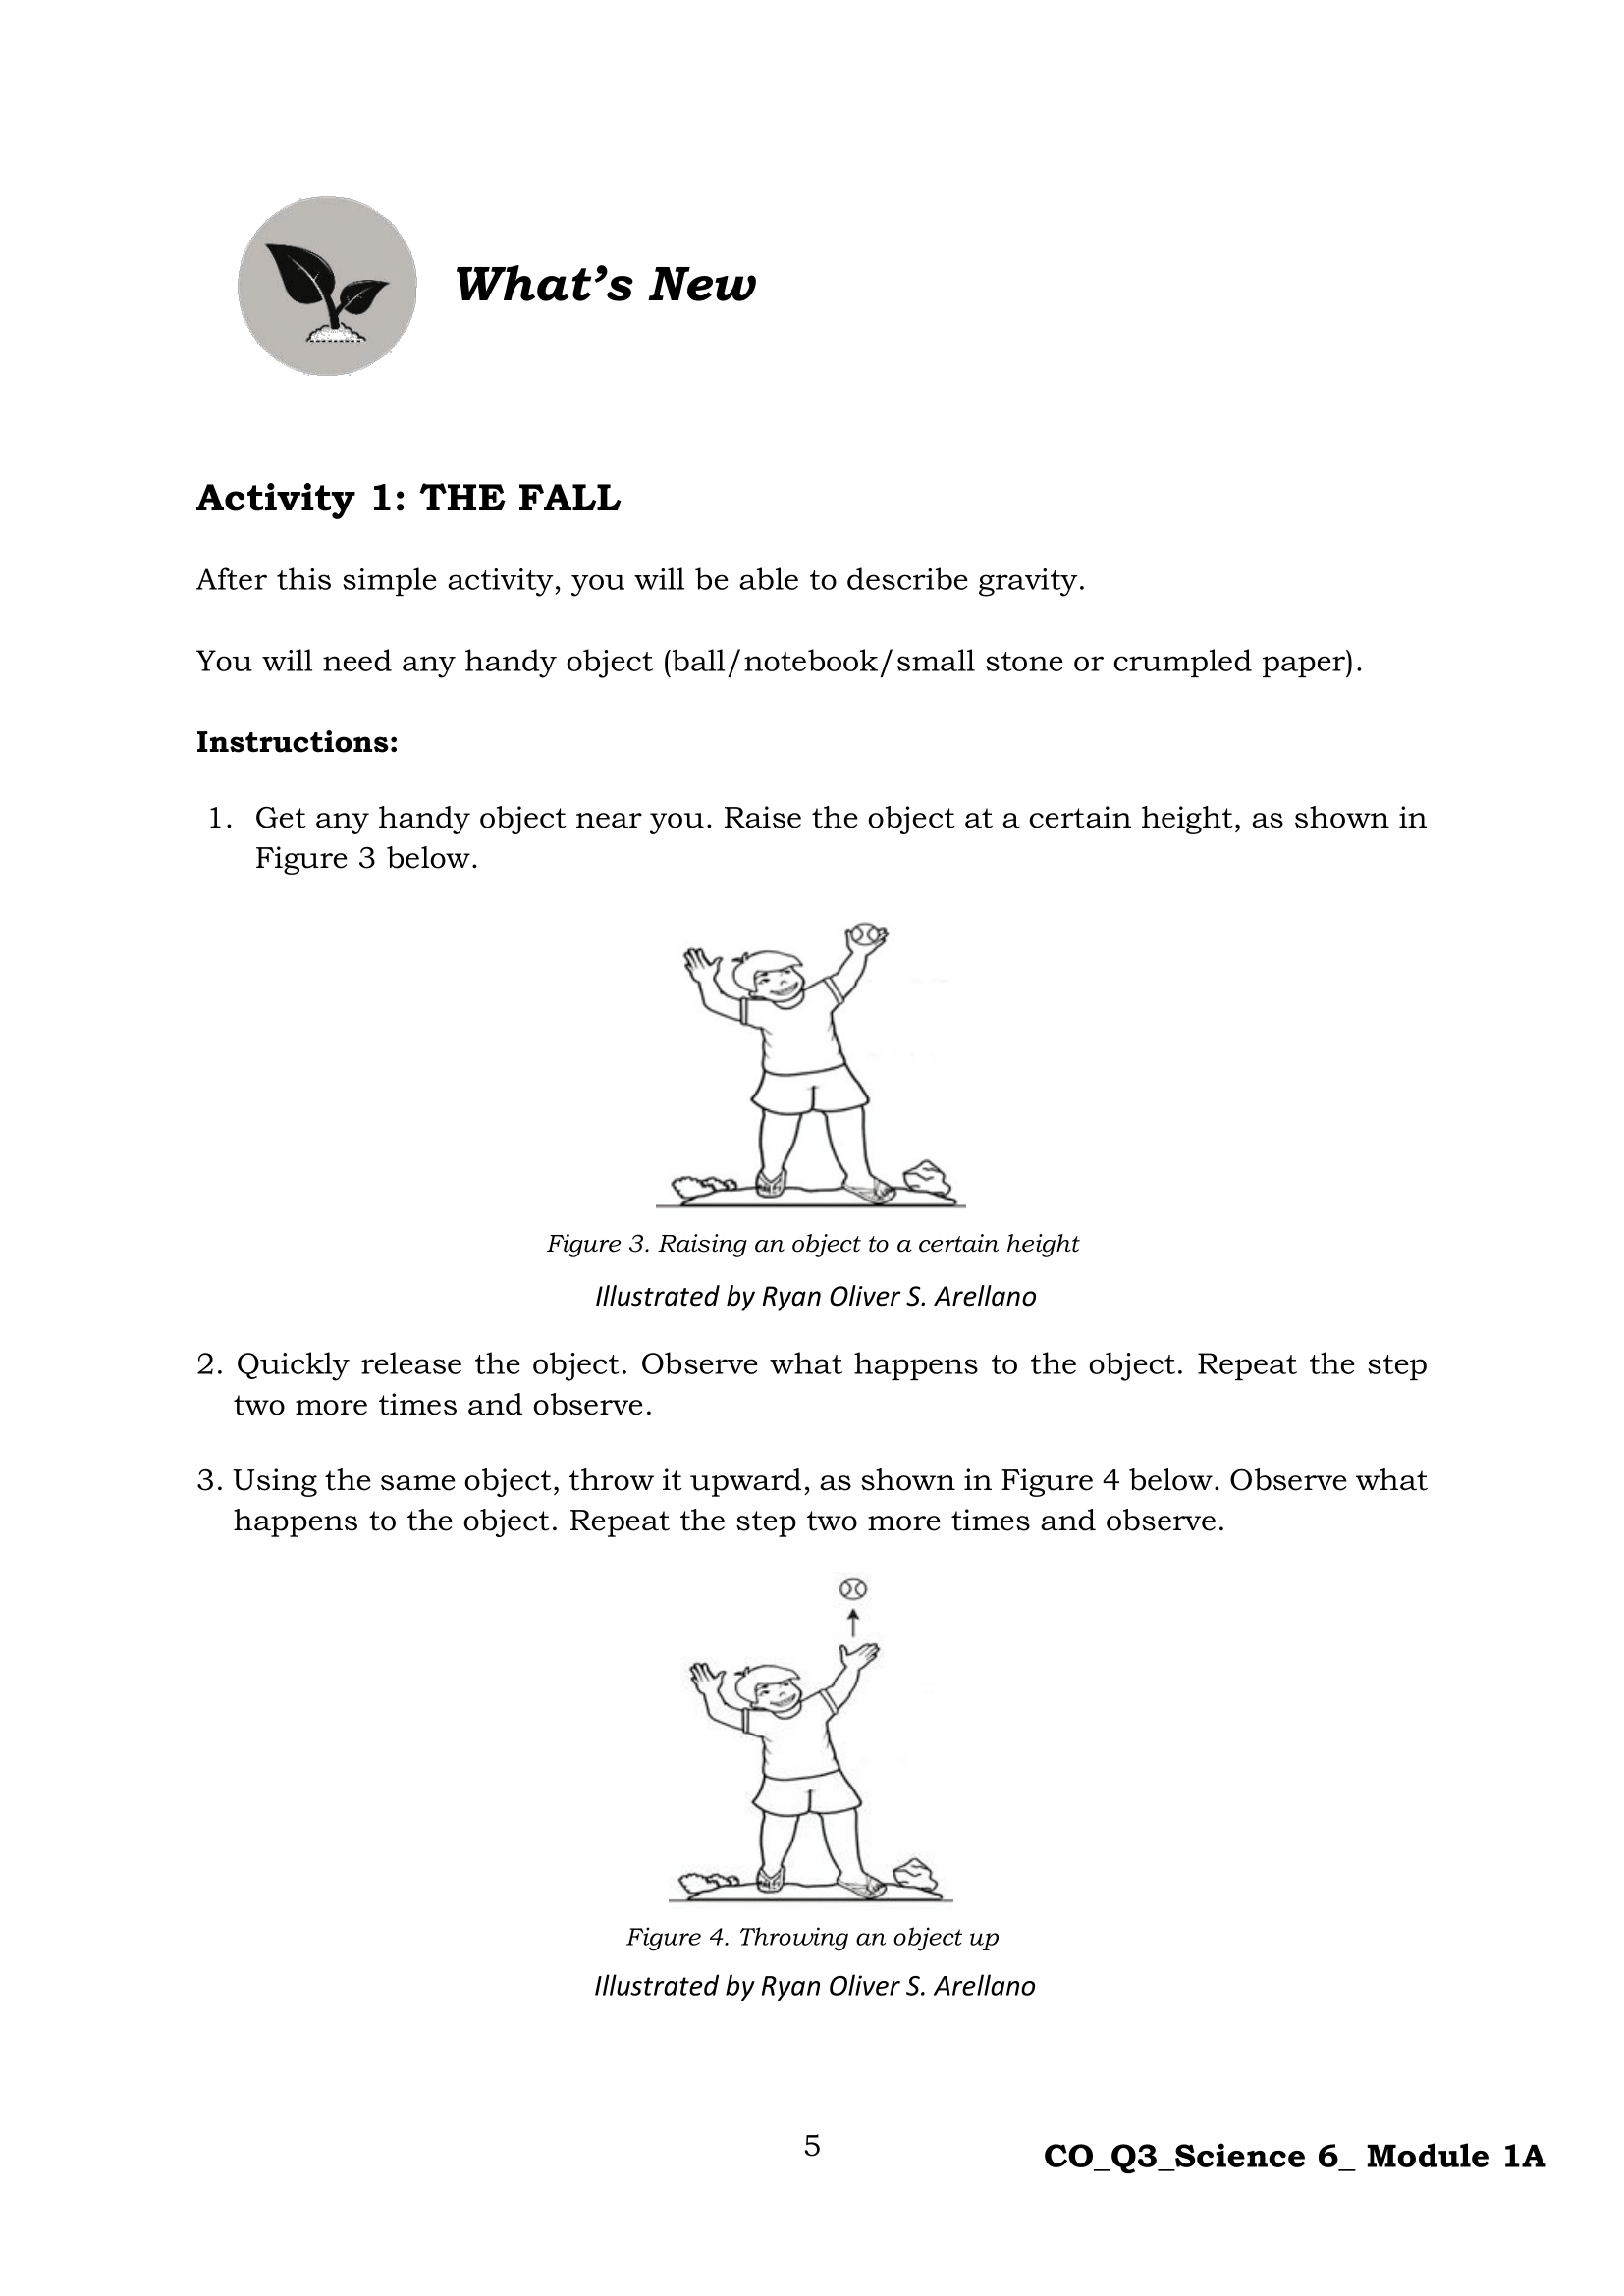 What's New
Activity 1: THE FALL
After this simple activity, you will be able to describe gravity.
You will need any handy object (ball/notebook/small stone or crumpled paper).
Instructions:
1. Get any handy object near you. Raise the object at a certain height, as shown in
Figure 3 below.
Figure 3. Raising an object to a certain height
Illustrated by Ryan Oliver S. Arellano
2. Quickly release the object. Observe what happens to the object. Repeat the step
two more times and observe.
3. Using the same object, throw it upward, as shown in Figure 4 below. Observe what
happens to the object. Repeat the step two more times and observe.
Figure 4. Throwing an object up
Illustrated by Ryan Oliver S. Arellano
5
CO_Q3_Science 6_ Module 1A